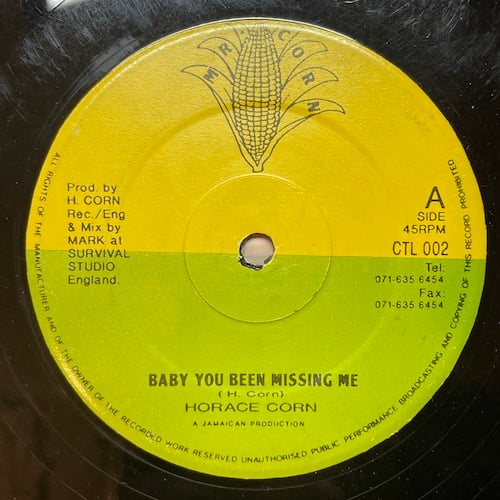 MR CORN
Prod. by
H. CORN
Rec./Eng
& Mix by
MARK at
SURVIVAL
STUDIO
England.
A
SIDE
45RPM
CTL 002
Tel:
071-635 6454
Fax:
071-635 6454
BABY YOU BEEN MISSING ME
( H. Corn)
HORACE CORN
A JAMAICAN PRODUCTION
ALL RIGHTS OF THE MANUFACTURER AND OF THE OWNER OF THE RECORDED WORK RESERVED UNAUTHORISED PUBLIC PERFORMANCE BROADCASTING AND COPYING OF THIS RECORD PROHIBITED